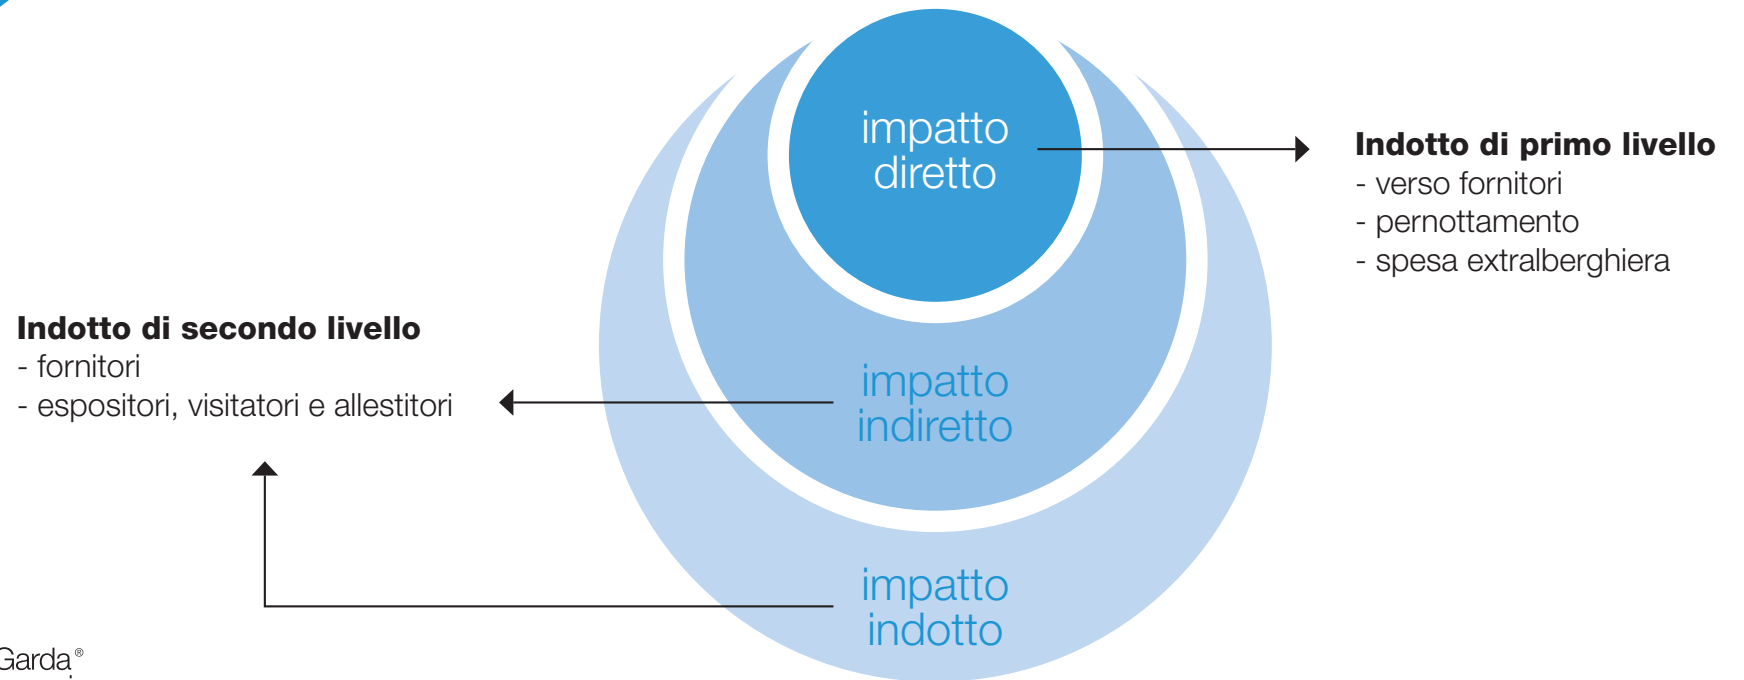 impatto
diretto
Indotto di primo livello
- verso fornitori
- pernottamento
- spesa extralberghiera
Indotto di secondo livello
- fornitori
- espositori, visitatori e allestitori
impatto
indiretto
impatto
indotto
Garda®